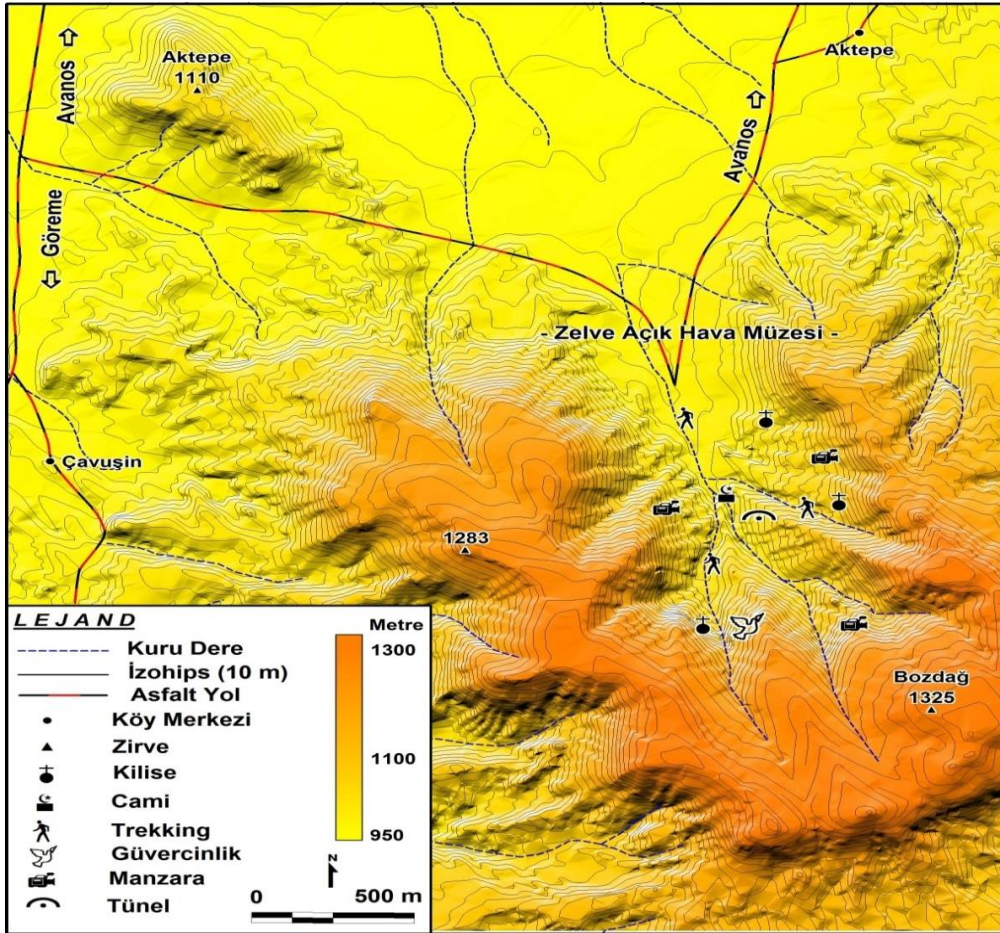 Avanos
Aktepe
1110
Aktepe
Avanos
Göreme
- Zelve Açık Hava Müzesi -
Çavuşin
1283
Bozdağ
1325
LEJAND
Kuru Dere
İzohips (10 m)
Asfalt Yol
Köy Merkezi
Zirve
Kilise
Cami
Trekking
Güvercinlik
Manzara
Tünel
Metre
1300
1100
950
N
0 500 m